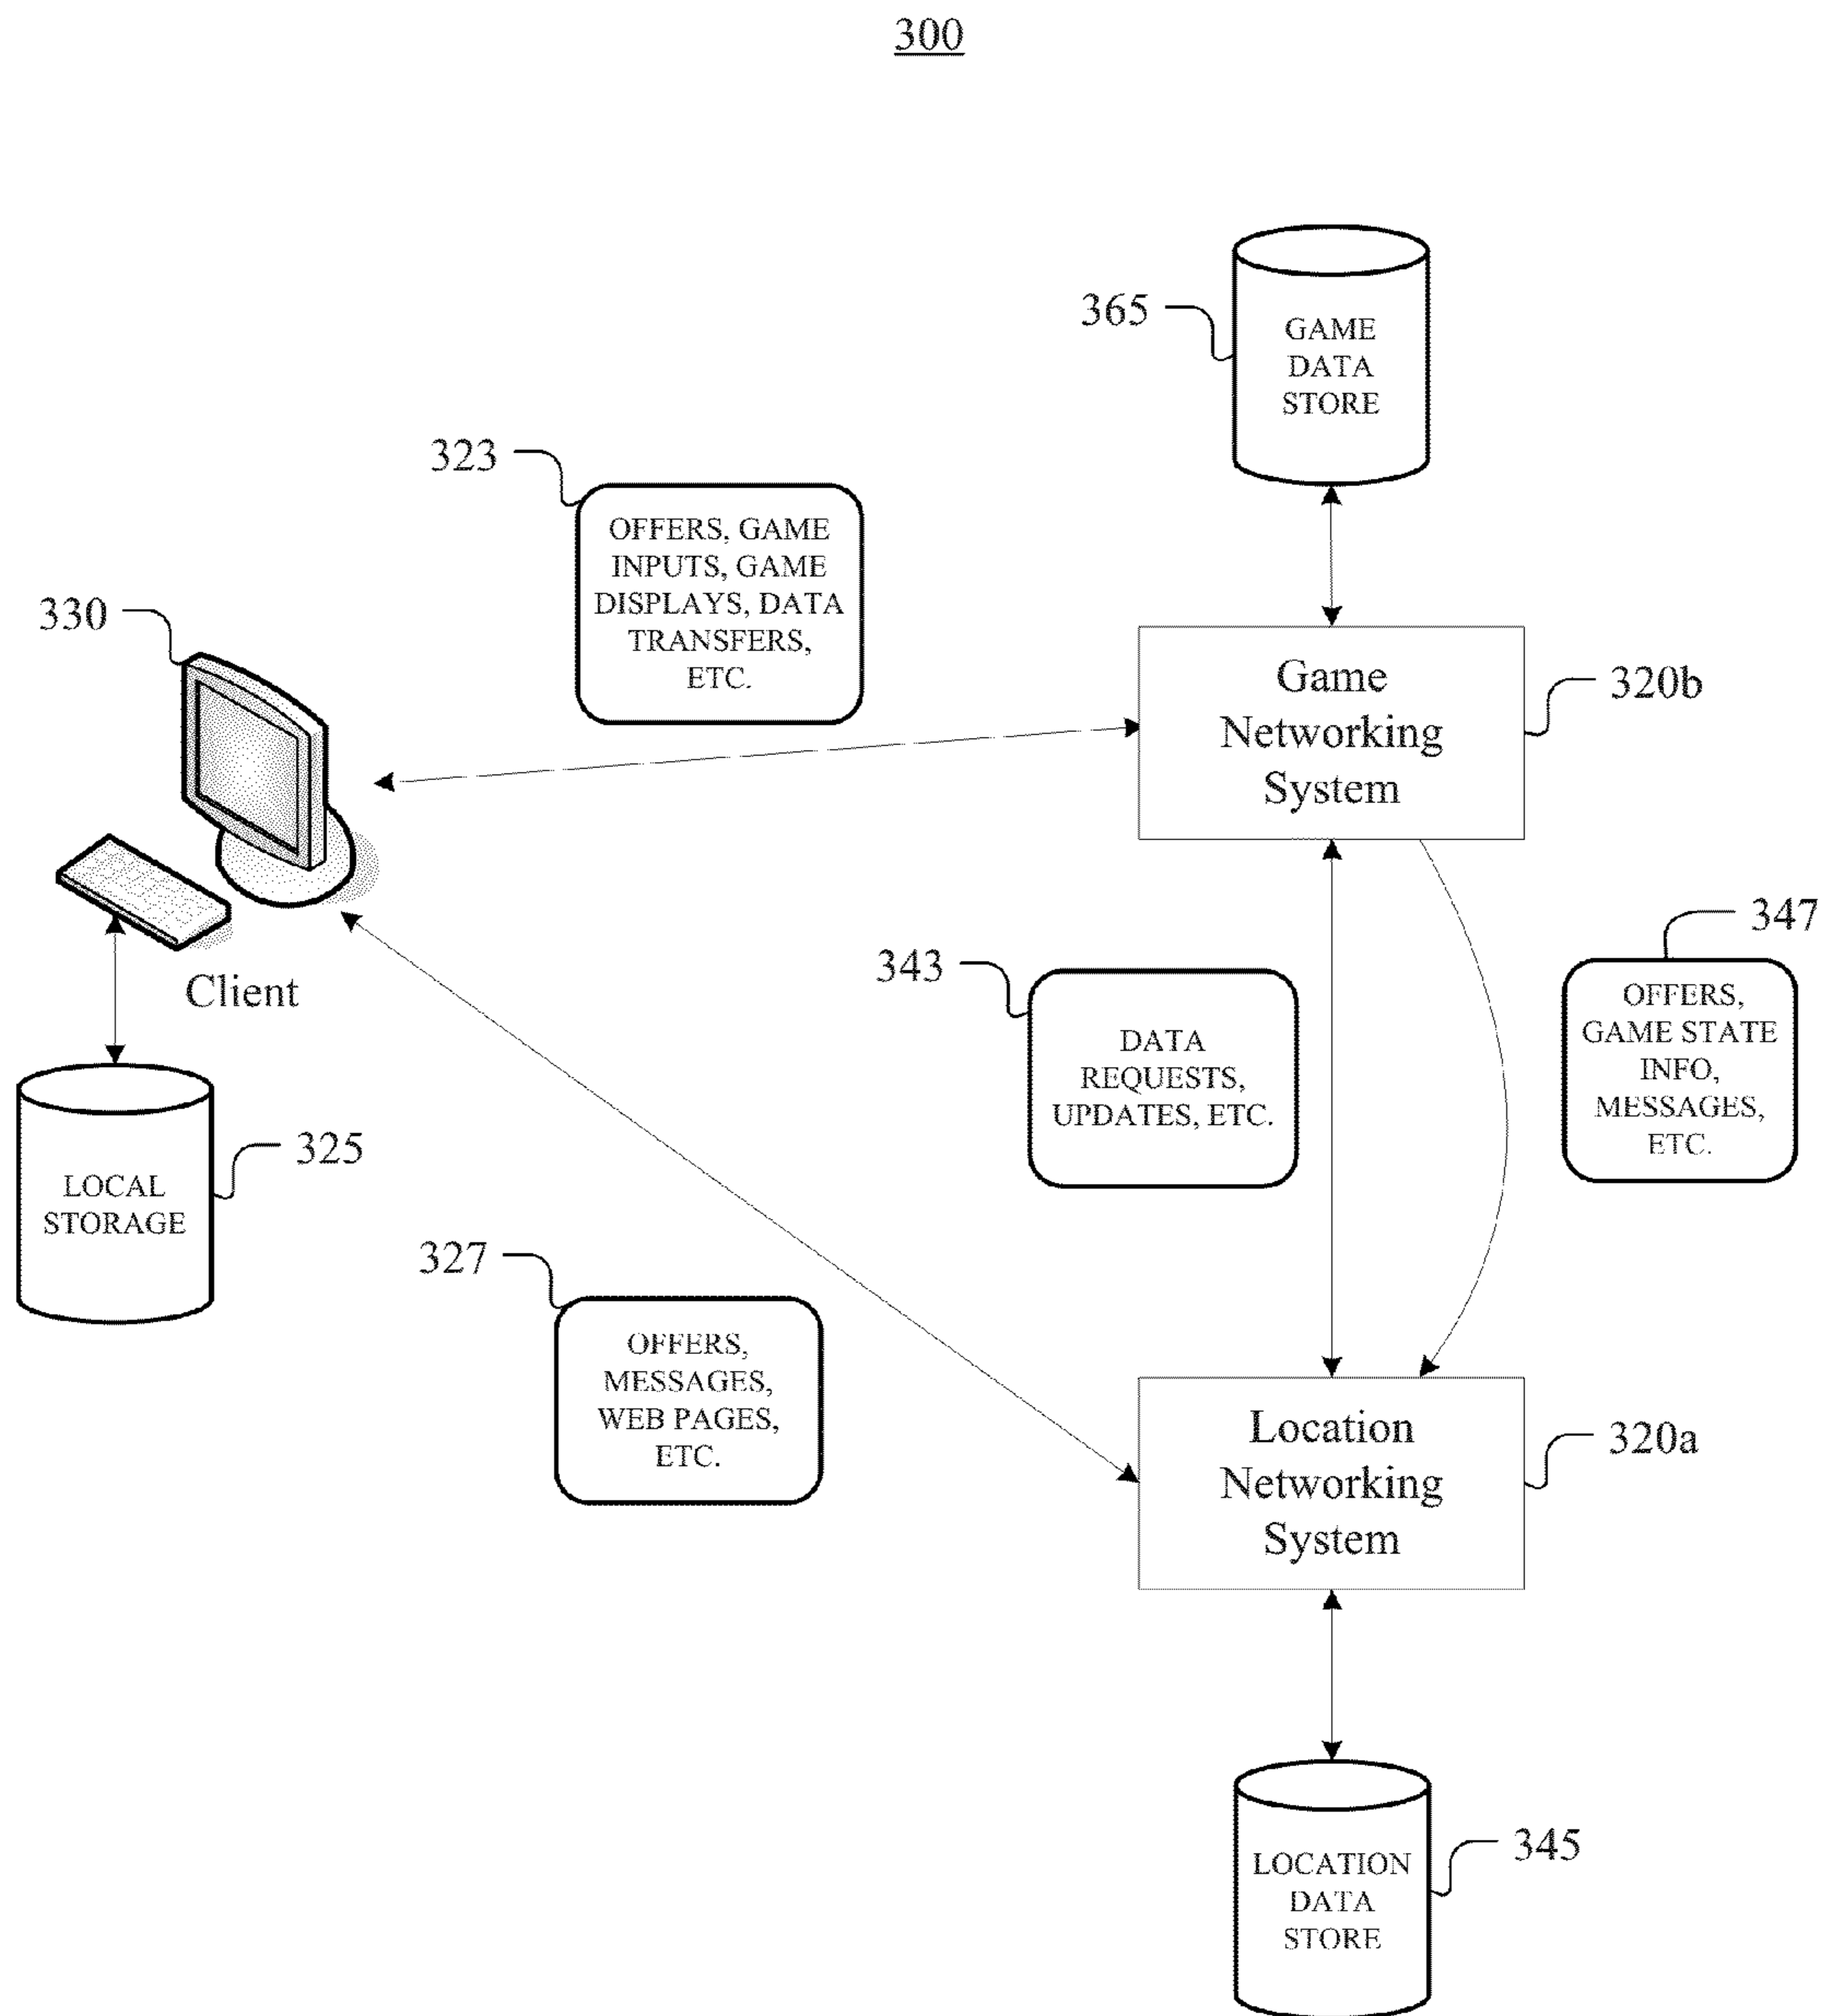 300
365
GAME
DATA
STORE
323
OFFERS, GAME
INPUTS, GAME
DISPLAYS, DATA
TRANSFERS,
ETC.
330
Game
Networking
System
320b
Client
343
DATA
REQUESTS,
UPDATES, ETC.
347
OFFERS,
GAME STATE
INFO,
MESSAGES,
ETC.
LOCAL
STORAGE
325
327
OFFERS,
MESSAGES,
WEB PAGES,
ETC.
Location
Networking
System
320a
LOCATION
DATA
STORE
345